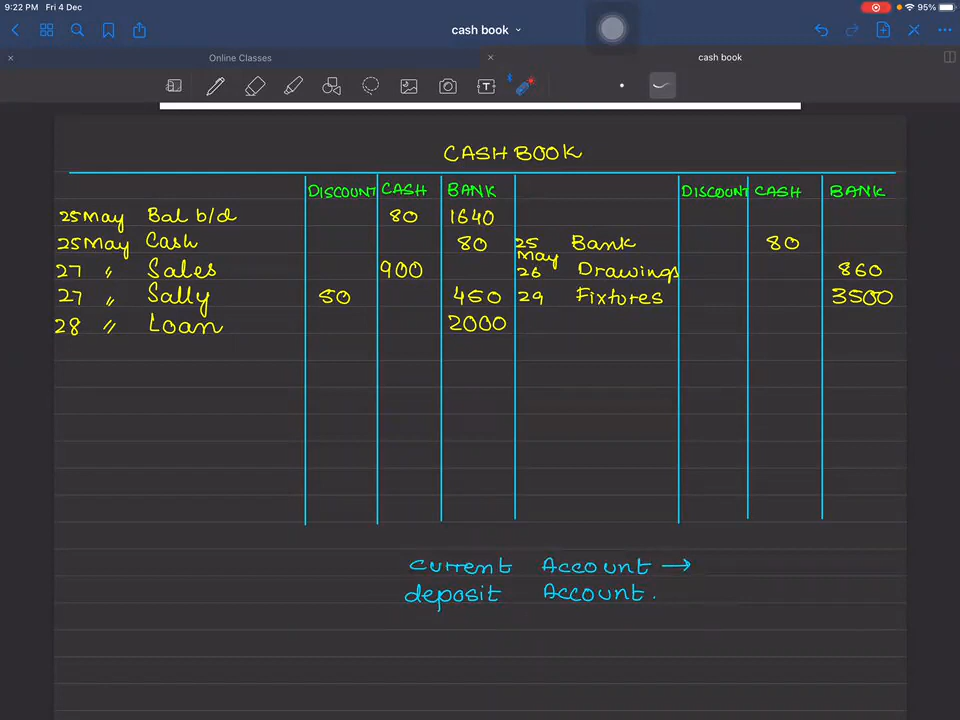 9:22 PM Fri 4 Dec 95%
cash book
Online Classes cash book
CASH BOOK
DISCOUNT CASH BANK DISCOUNT CASH BANK
25 May Bal b/d 80 1640
25 May Cash 80 25 May Bank 80
27 " Sales 900 26 Drawings 860
27 " Sally 50 450 29 Fixtures 3500
28 " Loan 2000
Current Account →
deposit Account.